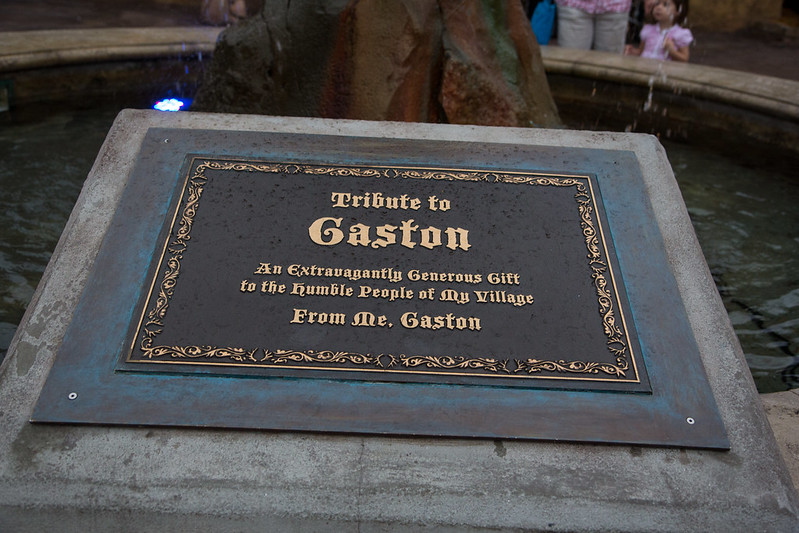 Tribute to
Gaston
An Extravagantly Generous Gift
to the Humble People of My Village
From Me, Gaston